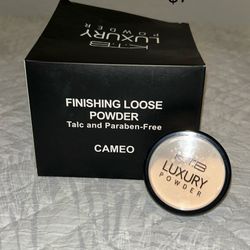 K.T.B
LUXURY
POWDER
FINISHING LOOSE
POWDER
Talc and Paraben-Free
CAMEO
K.T.B
LUXURY
POWDER